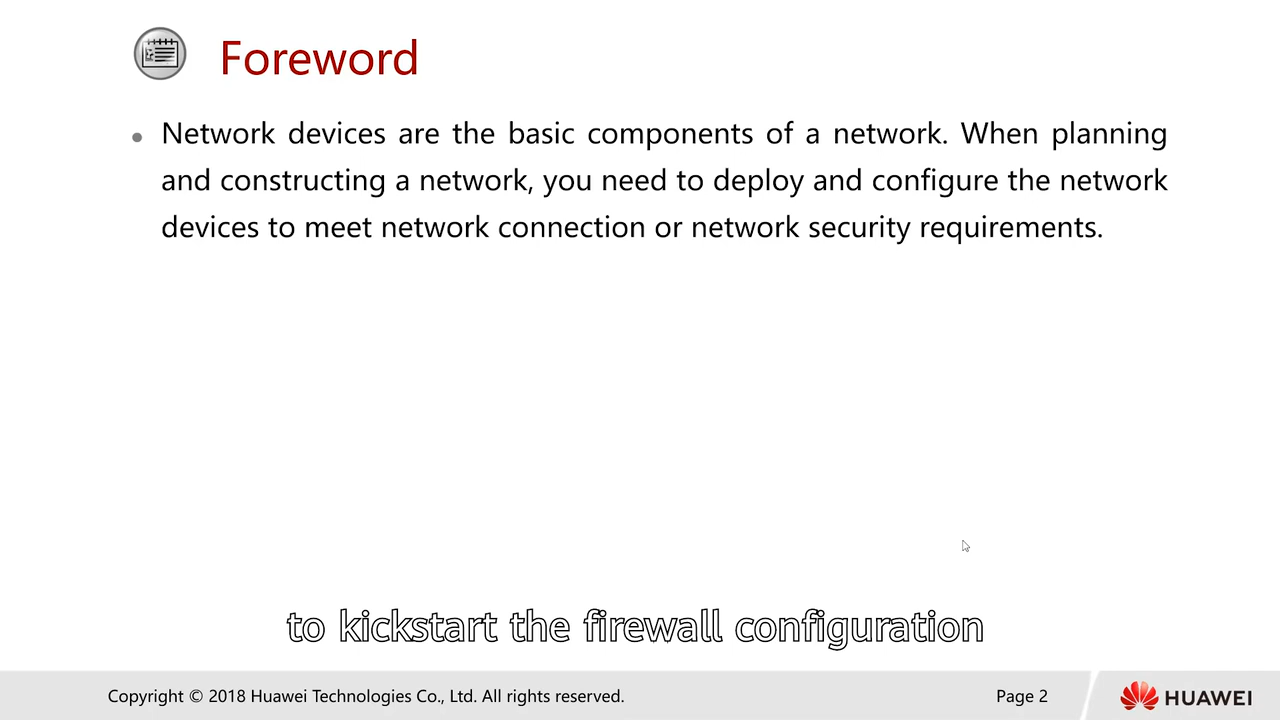 Foreword
Network devices are the basic components of a network. When planning
and constructing a network, you need to deploy and configure the network
devices to meet network connection or network security requirements.
to kickstart the firewall configuration
Copyright © 2018 Huawei Technologies Co., Ltd. All rights reserved.
Page 2
HUAWEI